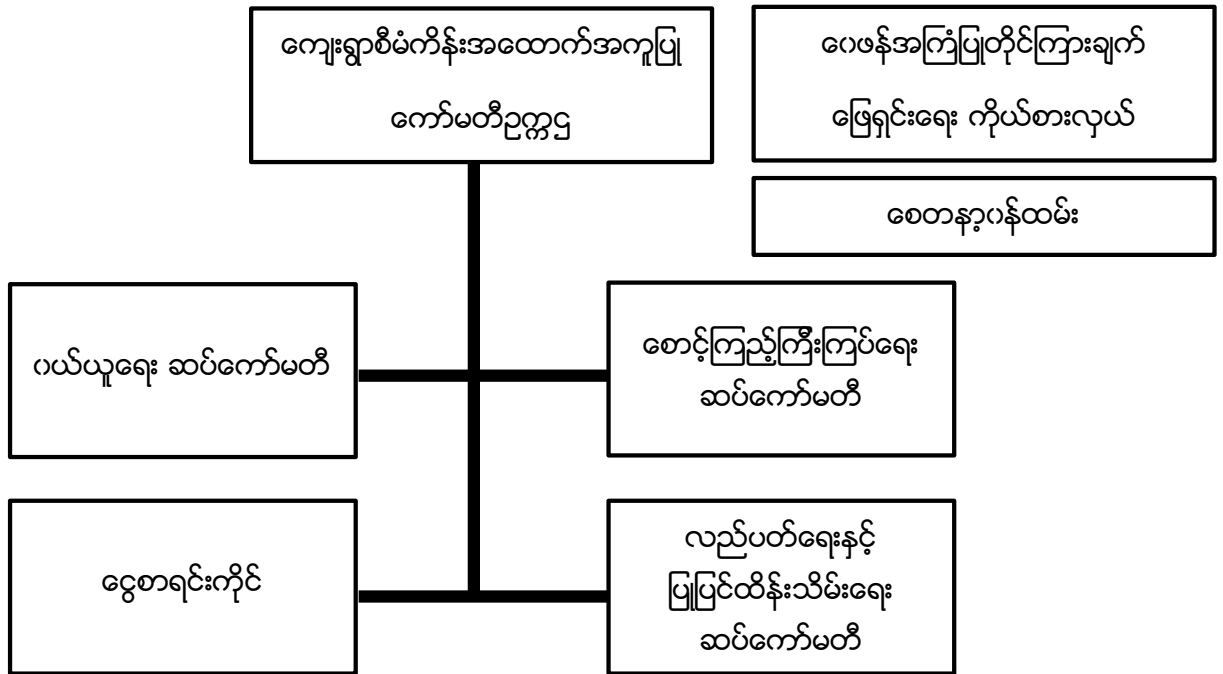 ကျေးရွာစီမံကိန်းအထောက်အကူပြု
ကော်မတီဥက္ကဌ
ဝေဖန်အကြံပြုတိုင်ကြားချက်
ဖြေရှင်းရေး ကိုယ်စားလှယ်
စေတနာ့ဝန်ထမ်း
ဝယ်ယူရေး ဆပ်ကော်မတီ
စောင့်ကြည့်ကြီးကြပ်ရေး
ဆပ်ကော်မတီ
ငွေစာရင်းကိုင်
လည်ပတ်ရေးနှင့်
ပြုပြင်ထိန်းသိမ်းရေး
ဆပ်ကော်မတီ